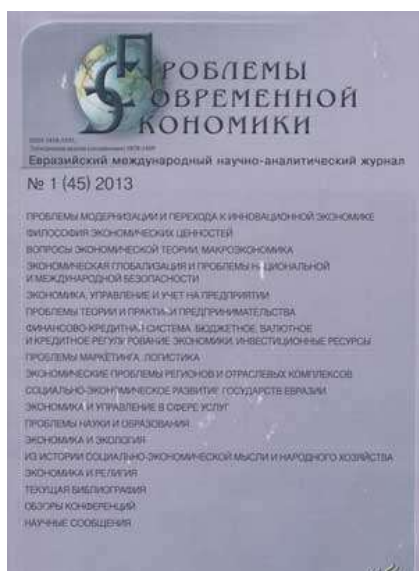 ПРОБЛЕМЫ
СОВРЕМЕННОЙ
ЭКОНОМИКИ
Евразийский международный научно-аналитический журнал
№ 1 (45) 2013
ПРОБЛЕМЫ МОДЕРНИЗАЦИИ И ПЕРЕХОДА К ИННОВАЦИОННОЙ ЭКОНОМИКЕ
ФИЛОСОФИЯ ЭКОНОМИЧЕСКИХ ЦЕННОСТЕЙ
ВОПРОСЫ ЭКОНОМИЧЕСКОЙ ТЕОРИИ. МАКРОЭКОНОМИКА
ЭКОНОМИЧЕСКАЯ ГЛОБАЛИЗАЦИЯ И ПРОБЛЕМЫ НАЦИОНАЛЬНОЙ
И МЕЖДУНАРОДНОЙ БЕЗОПАСНОСТИ
ЭКОНОМИКА, УПРАВЛЕНИЕ И УЧЕТ НА ПРЕДПРИЯТИИ
ПРОБЛЕМЫ ТЕОРИИ И ПРАКТИКИ ПРЕДПРИНИМАТЕЛЬСТВА
ФИНАНСОВО-КРЕДИТНАЯ СИСТЕМА. БЮДЖЕТНОЕ, ВАЛЮТНОЕ
И КРЕДИТНОЕ РЕГУЛИРОВАНИЕ ЭКОНОМИКИ. ИНВЕСТИЦИОННЫЕ РЕСУРСЫ
ПРОБЛЕМЫ МАРКЕТИНГА. ЛОГИСТИКА
ЭКОНОМИЧЕСКИЕ ПРОБЛЕМЫ РЕГИОНОВ И ОТРАСЛЕВЫХ КОМПЛЕКСОВ
СОЦИАЛЬНО-ЭКОНОМИЧЕСКОЕ РАЗВИТИЕ ГОСУДАРСТВ ЕВРАЗИИ
ЭКОНОМИКА И УПРАВЛЕНИЕ В СФЕРЕ УСЛУГ
ПРОБЛЕМЫ НАУКИ И ОБРАЗОВАНИЯ
ЭКОНОМИКА И ЭКОЛОГИЯ
ИЗ ИСТОРИИ СОЦИАЛЬНО-ЭКОНОМИЧЕСКОЙ МЫСЛИ И НАРОДНОГО ХОЗЯЙСТВА
ЭКОНОМИКА И РЕЛИГИЯ
ТЕКУЩАЯ БИБЛИОГРАФИЯ
ОБЗОРЫ КОНФЕРЕНЦИЙ
НАУЧНЫЕ СООБЩЕНИЯ